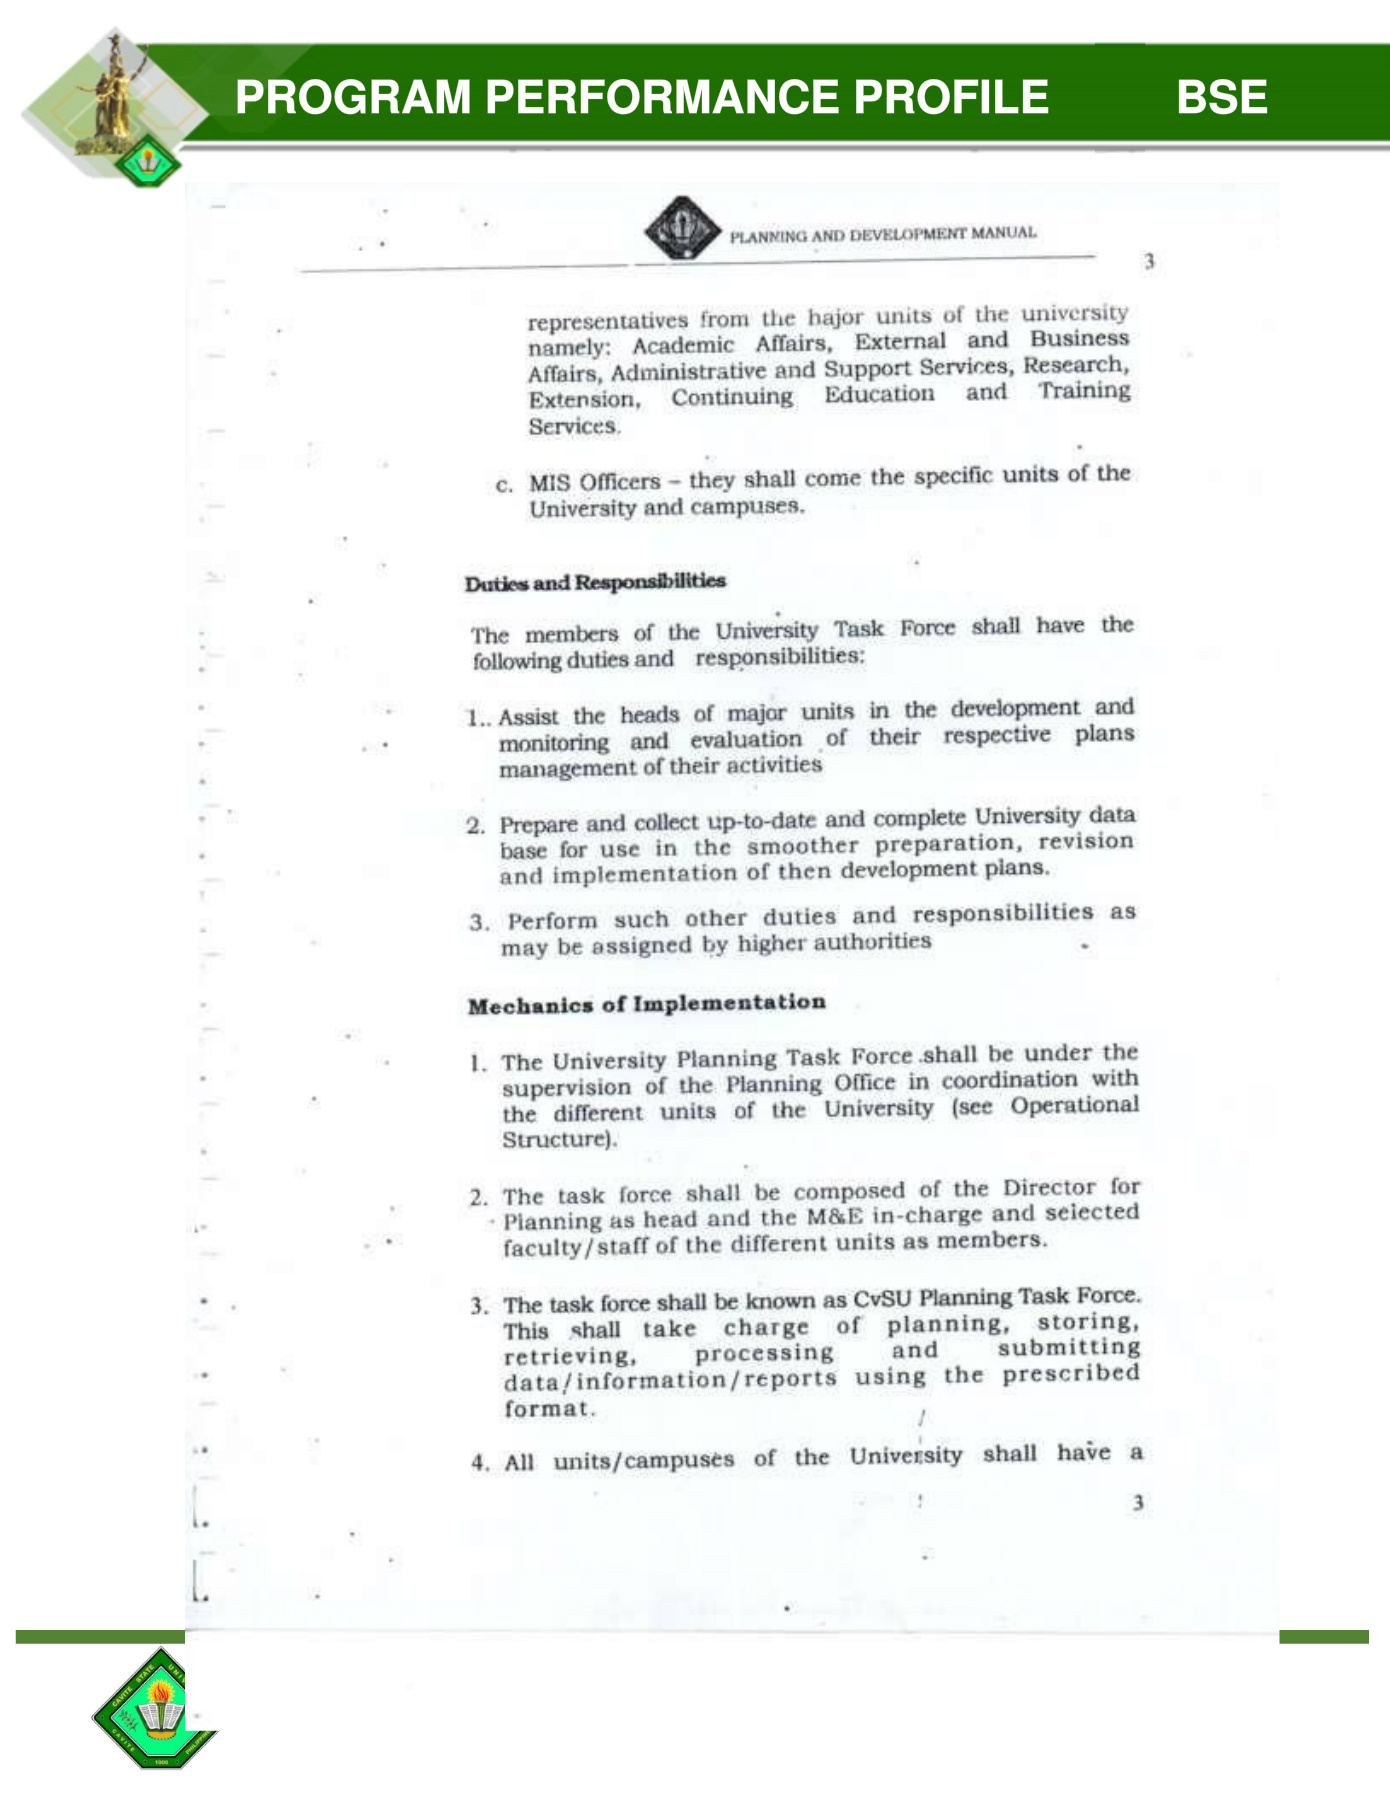 PROGRAM PERFORMANCE PROFILE BSE
PLANNING AND DEVELOPMENT MANUAL
3
representatives from the hajor units of the university
namely: Academic Affairs, External and Business
Affairs, Administrative and Support Services, Research,
Extension, Continuing Education and Training
Services.
c. MIS Officers – they shall come the specific units of the
University and campuses.
Duties and Responsibilities
The members of the University Task Force shall have the
following duties and responsibilities:
1.. Assist the heads of major units in the development and
monitoring and evaluation of their respective plans
management of their activities
2. Prepare and collect up-to-date and complete University data
base for use in the smoother preparation, revision
and implementation of then development plans.
3. Perform such other duties and responsibilities as
may be assigned by higher authorities
Mechanics of Implementation
1. The University Planning Task Force shall be under the
supervision of the Planning Office in coordination with
the different units of the University (see Operational
Structure).
2. The task force shall be composed of the Director for
Planning as head and the M&E in-charge and selected
faculty/staff of the different units as members.
3. The task force shall be known as CvSU Planning Task Force.
This shall take charge of planning, storing,
retrieving, processing and submitting
data/information/reports using the prescribed
format.
4. All units/campuses of the University shall have a
3
CAVITE STATE UNI
CAVITE 1906 PHILIPPINE